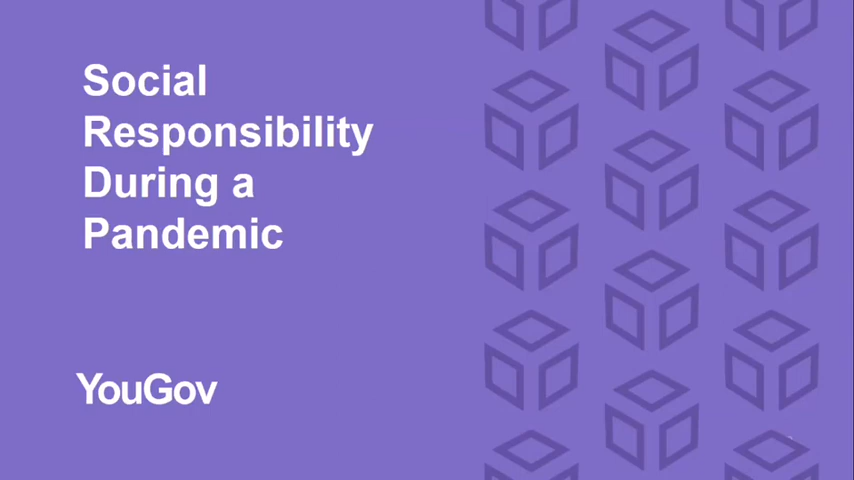 Social
Responsibility
During a
Pandemic
YouGov